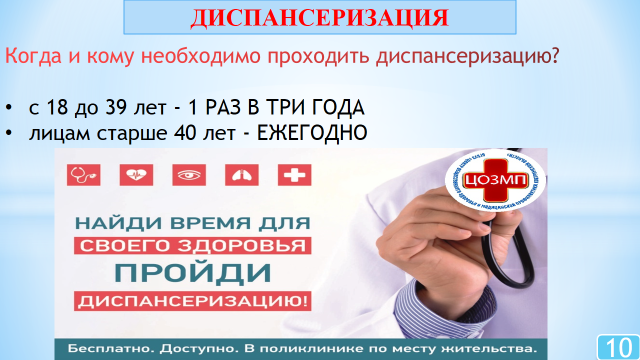 ДИСПАНСЕРИЗАЦИЯ
Когда и кому необходимо проходить диспансеризацию?
• с 18 до 39 лет - 1 РАЗ В ТРИ ГОДА
• лицам старше 40 лет - ЕЖЕГОДНО
ЦОЗМП
НАЙДИ ВРЕМЯ ДЛЯ
СВОЕГО ЗДОРОВЬЯ
ПРОЙДИ
ДИСПАНСЕРИЗАЦИЮ!
Бесплатно. Доступно. В поликлинике по месту жительства.
10